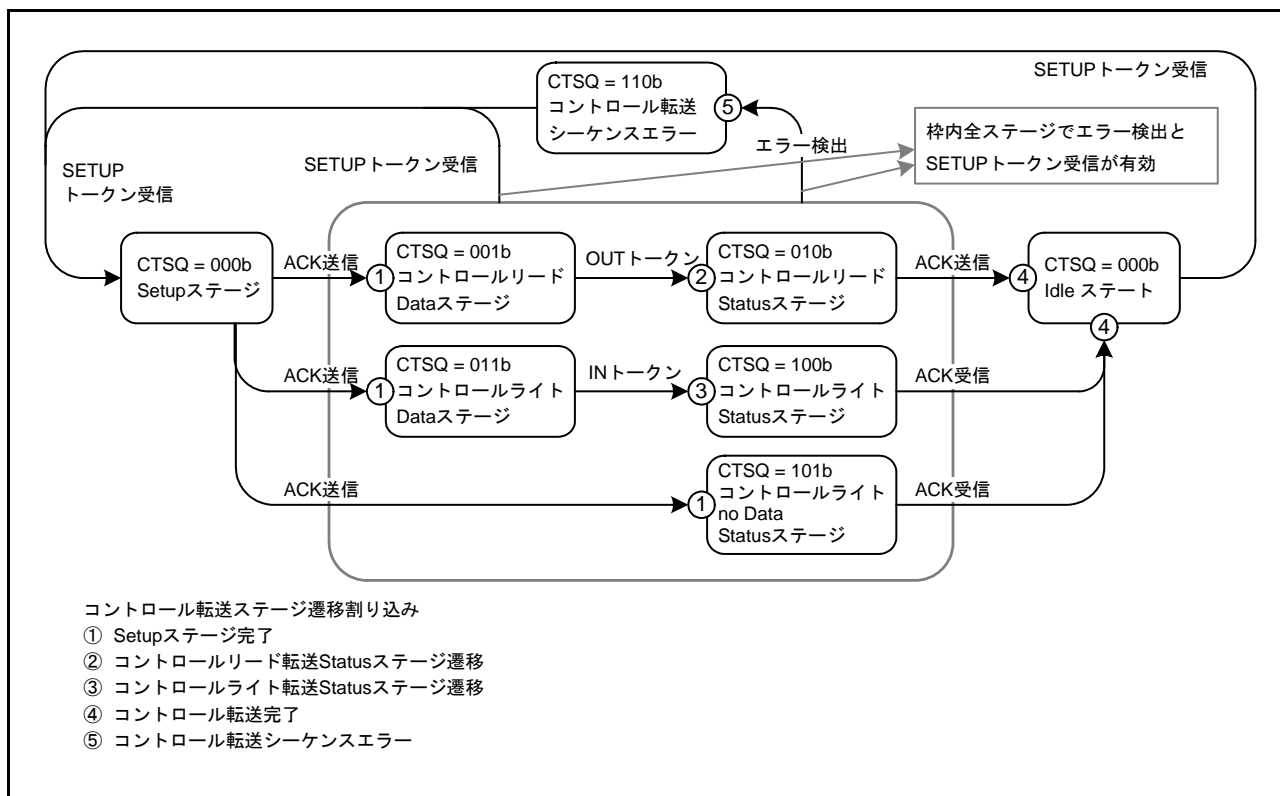 SETUPトークン受信
CTSQ = 110b
コントロール転送
シーケンスエラー
⑤
エラー検出
枠内全ステージでエラー検出と
SETUPトークン受信が有効
SETUP
トークン受信
SETUPトークン受信
CTSQ = 000b
Setupステージ
ACK送信
①
CTSQ = 001b
コントロールリード
Dataステージ
OUTトークン
②
CTSQ = 010b
コントロールリード
Statusステージ
ACK送信
④
CTSQ = 000b
Idle ステート
④
ACK送信
①
CTSQ = 011b
コントロールライト
Dataステージ
INトークン
③
CTSQ = 100b
コントロールライト
Statusステージ
ACK受信
ACK送信
①
CTSQ = 101b
コントロールライト
no Data
Statusステージ
ACK受信
コントロール転送ステージ遷移割り込み
① Setupステージ完了
② コントロールリード転送Statusステージ遷移
③ コントロールライト転送Statusステージ遷移
④ コントロール転送完了
⑤ コントロール転送シーケンスエラー